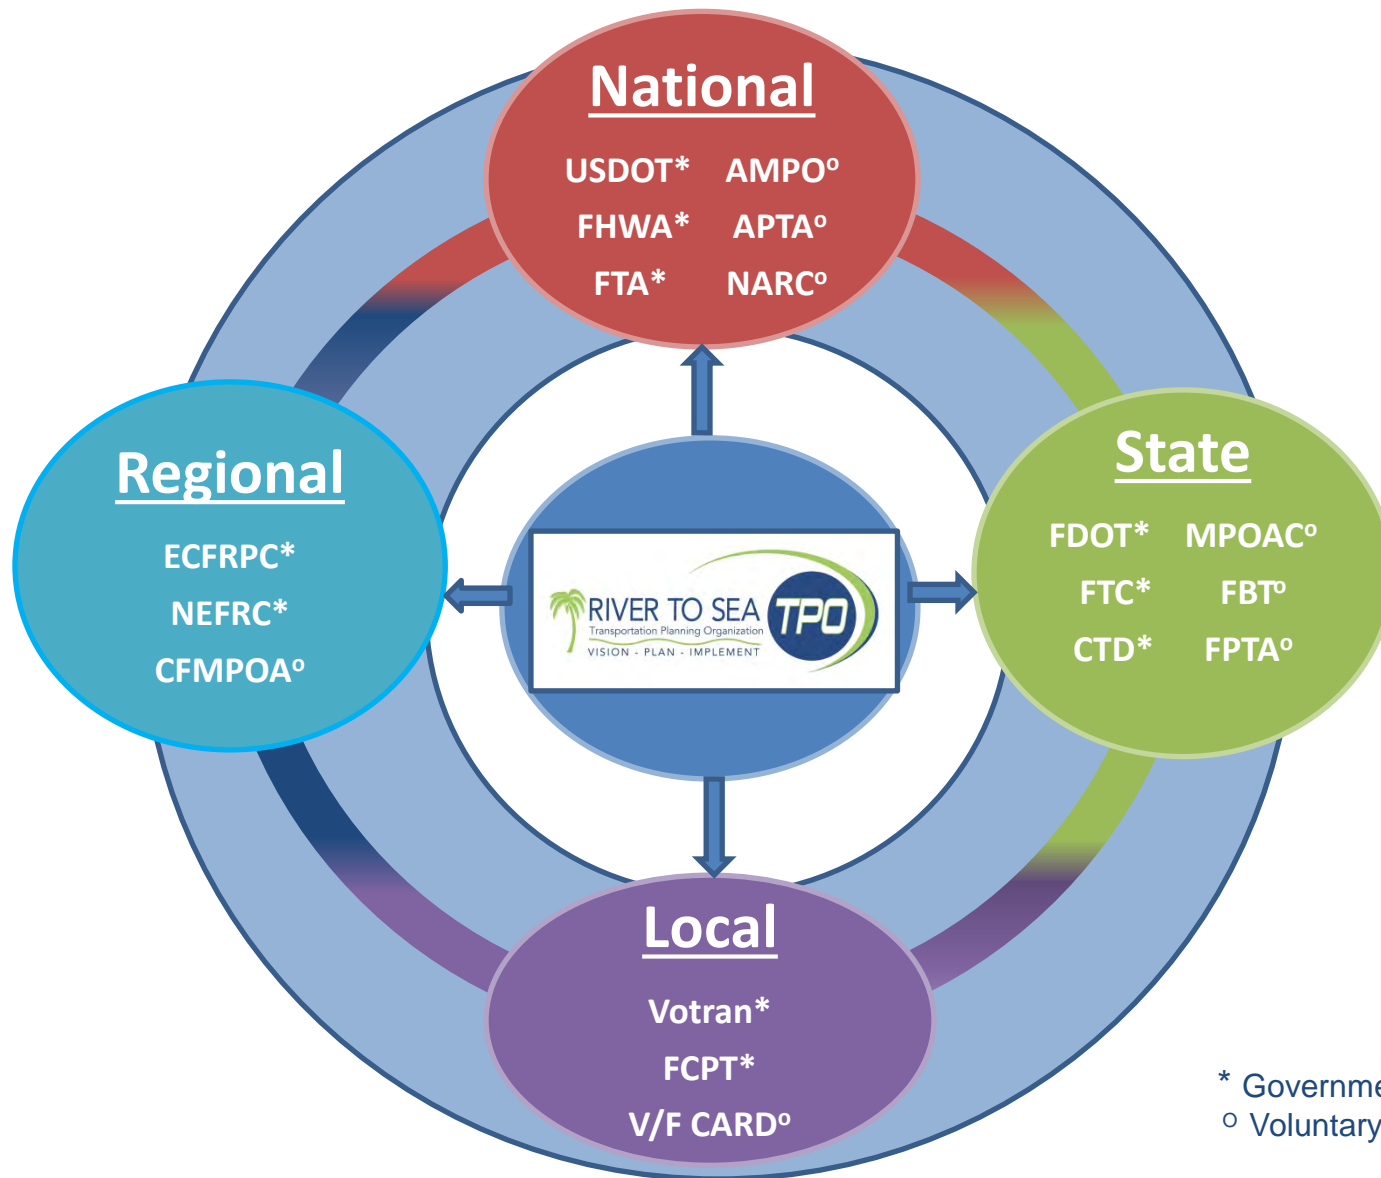 National
USDOT* AMPOº
FHWA* APTAº
FTA* NARCº
Regional
ECFRPC*
NEFRC*
CFMPOAº
RIVER TO SEA TPO
Transportation Planning Organization
VISION - PLAN - IMPLEMENT
State
FDOT* MPOACº
FTC* FBTº
CTD* FPTAº
Local
Votran*
FCPT*
V/F CARDº
* Governme
O Voluntary